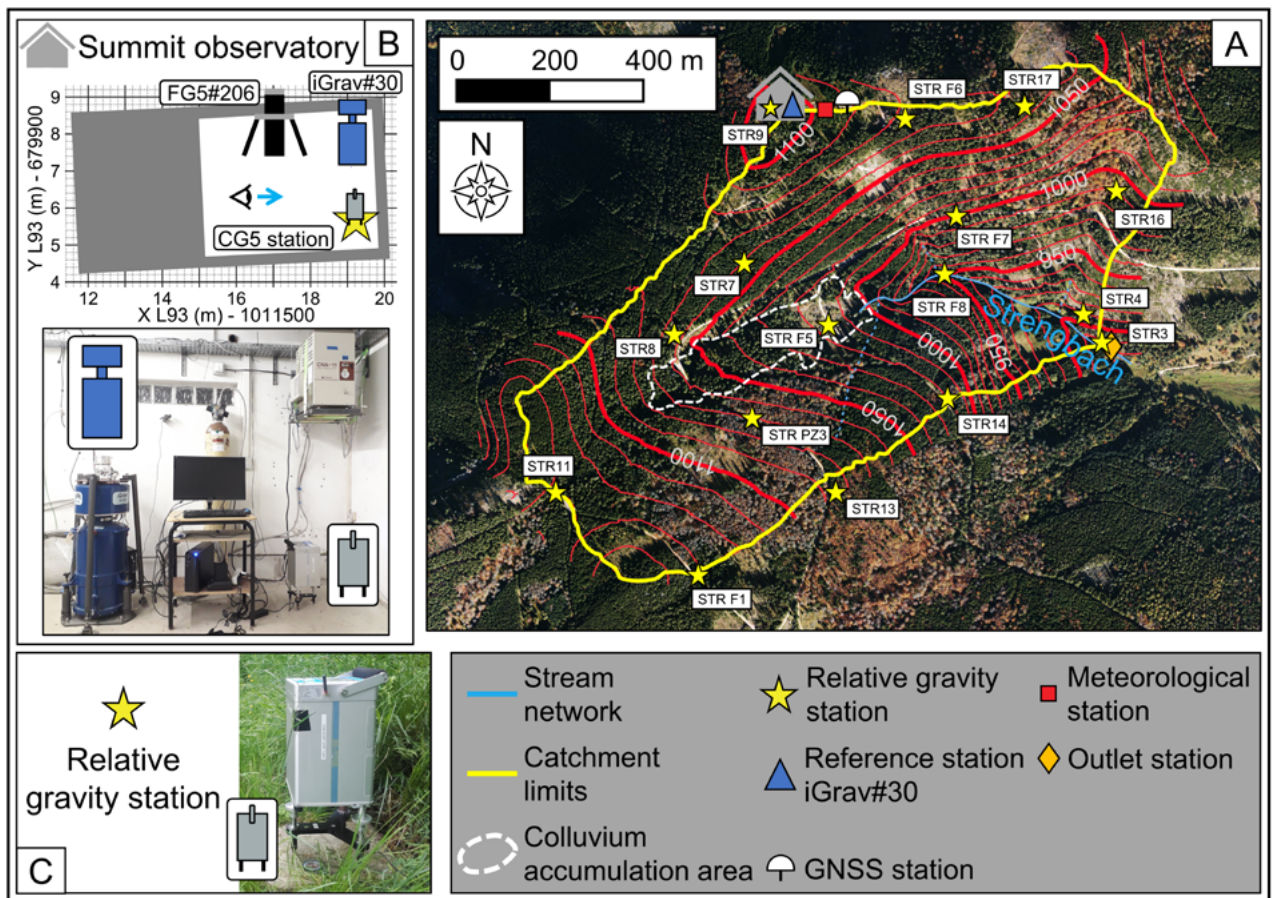 Summit observatory
B
FG5#206
iGrav#30
CG5 station
Y L93 (m) - 679900
9
8
7
6
5
4
12
14
16
18
20
X L93 (m) - 1011500
A
0
200
400 m
N
STR9
STR F6
STR17
1050
1100
1000
STR16
STR F7
STR7
950
STR F8
STR4
STR3
Strengbach
STR8
STR F5
1000
950
STR14
1050
STR PZ3
1100
STR11
STR13
STR F1
Relative
gravity station
C
Stream
network
Catchment
limits
Colluvium
accumulation area
Relative gravity
station
Reference station
iGrav#30
GNSS station
Meteorological
station
Outlet station